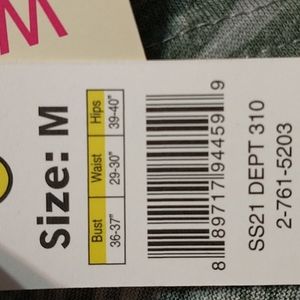 Size: M
Bust Waist Hips
36-37" 29-30" 39-40"
8 89717 94459 9
SS21 DEPT 310
2-761-5203